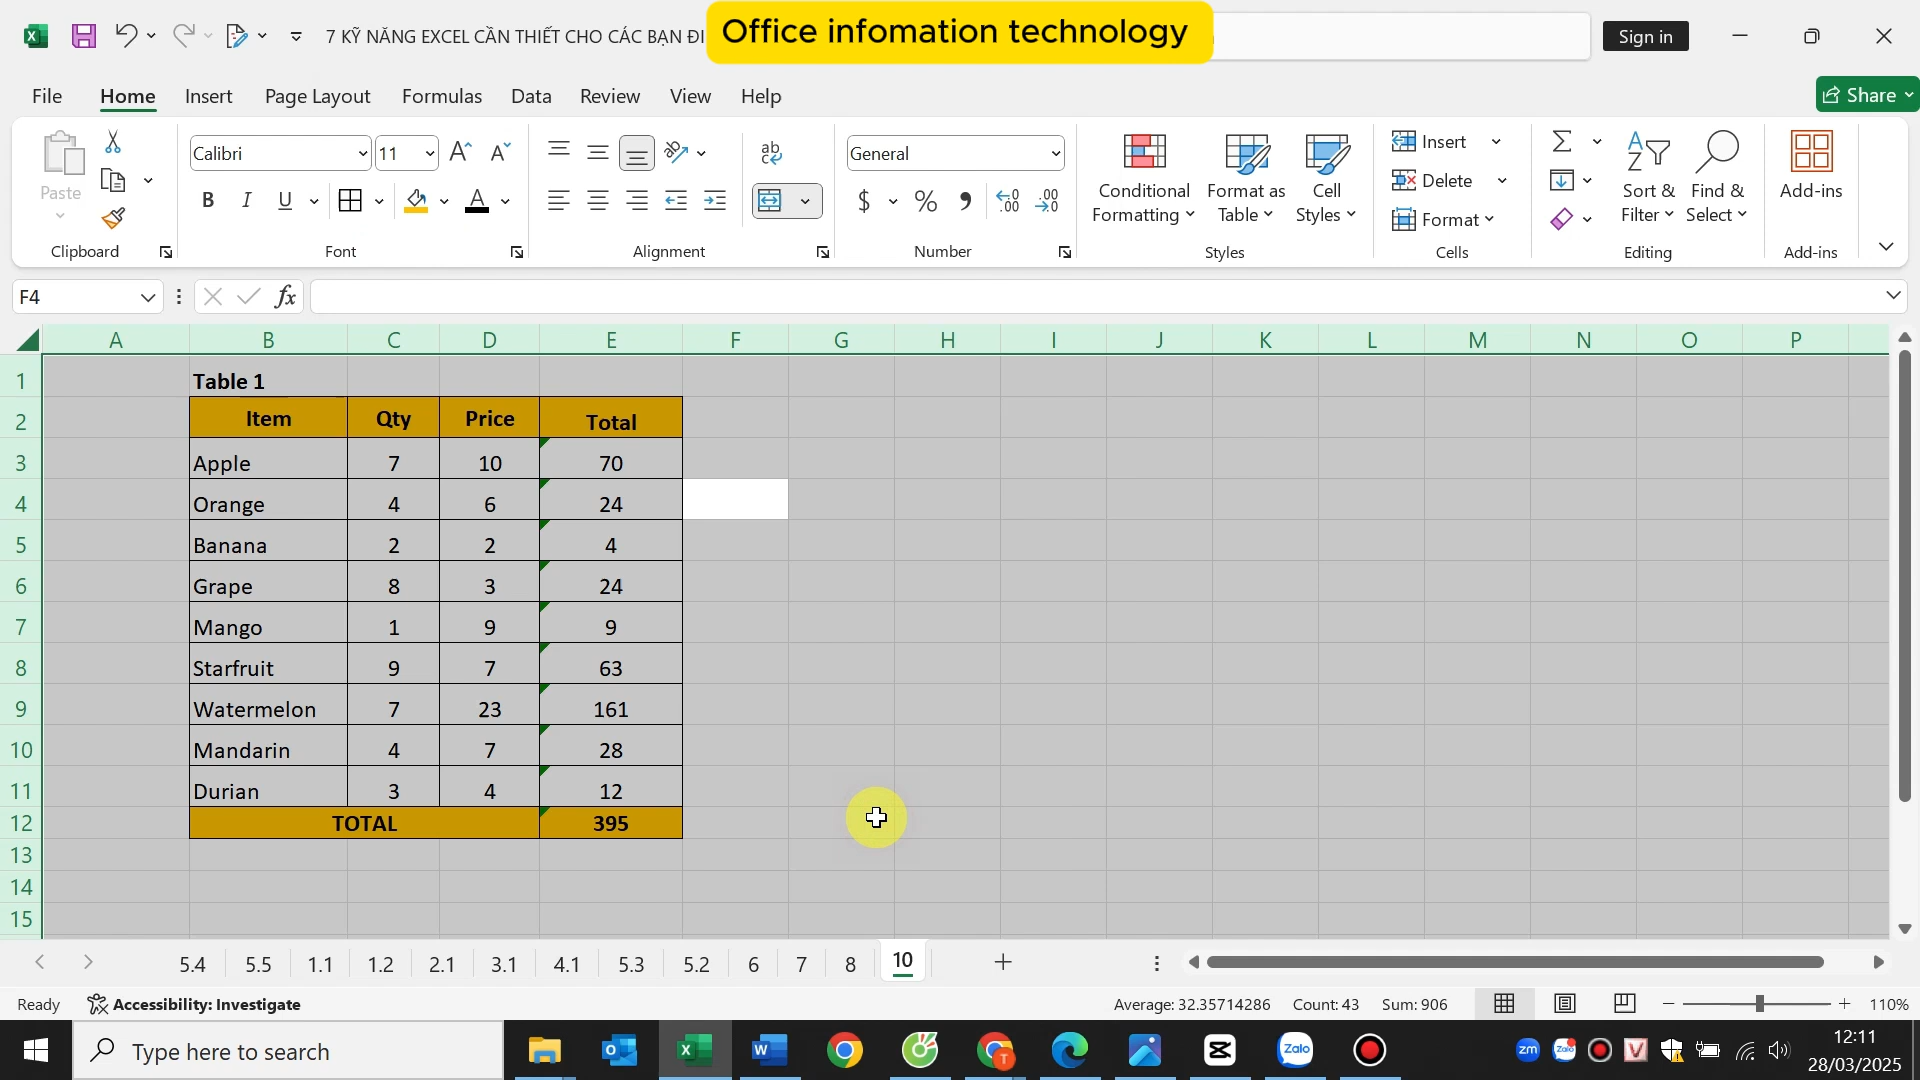 7 KỸ NĂNG EXCEL CẦN THIẾT CHO CÁC BẠN ĐI
Office infomation technology
Sign in
File Home Insert Page Layout Formulas Data Review View Help
Share
Paste
Calibri 11
General
Conditional Formatting
Format as Table
Cell Styles
Insert
Delete
Format
Sort & Filter
Find & Select
Add-ins
Clipboard Font Alignment Number Styles Cells Editing Add-ins
F4
A B C D E F G H I J K L M N O P
1 Table 1
2 Item Qty Price Total
3 Apple 7 10 70
4 Orange 4 6 24
5 Banana 2 2 4
6 Grape 8 3 24
7 Mango 1 9 9
8 Starfruit 9 7 63
9 Watermelon 7 23 161
10 Mandarin 4 7 28
11 Durian 3 4 12
12 TOTAL 395
13
14
15
5.4 5.5 1.1 1.2 2.1 3.1 4.1 5.3 5.2 6 7 8 10
Ready Accessibility: Investigate Average: 32.35714286 Count: 43 Sum: 906 110%
Type here to search
Zalo
zm
Zalo
12:11
28/03/2025